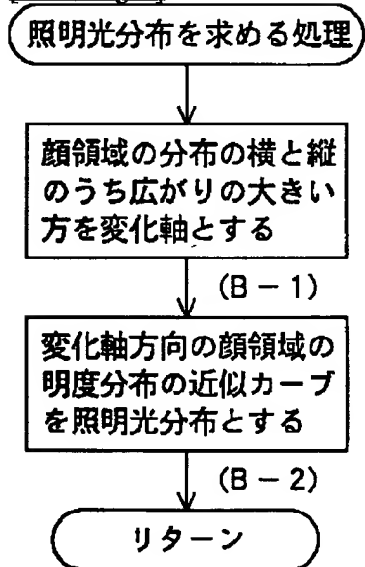 照明光分布を求める処理
顔領域の分布の横と縦
のうち広がりの大きい
方を変化軸とする
(B-1)
変化軸方向の顔領域の
明度分布の近似カーブ
を照明光分布とする
(B-2)
リターン